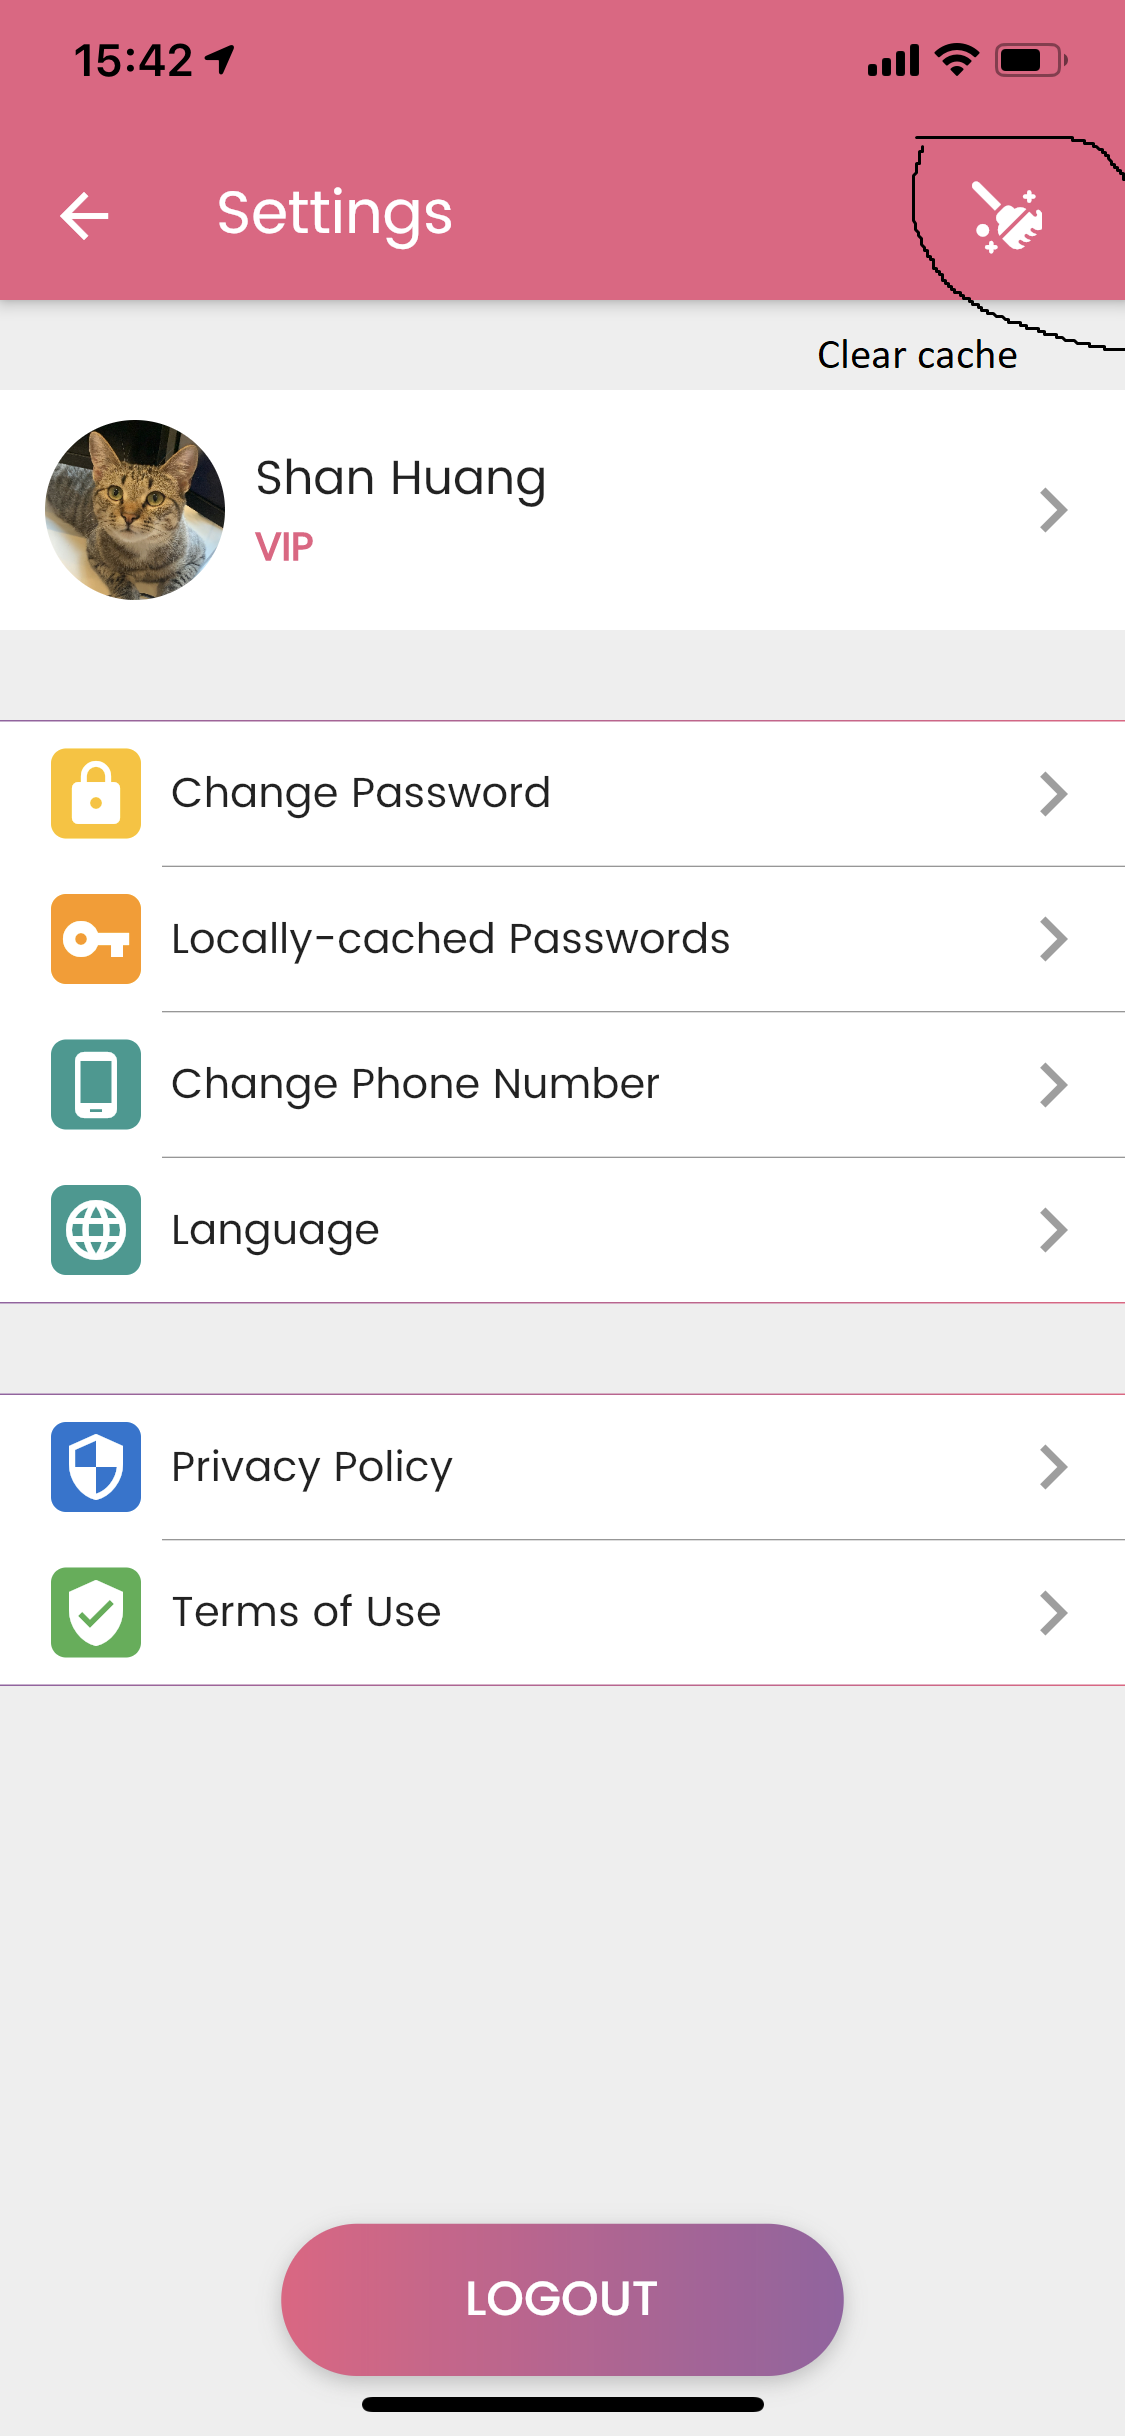 15:42
Settings
Clear cache
Shan Huang
VIP
Change Password
Locally-cached Passwords
Change Phone Number
Language
Privacy Policy
Terms of Use
LOGOUT